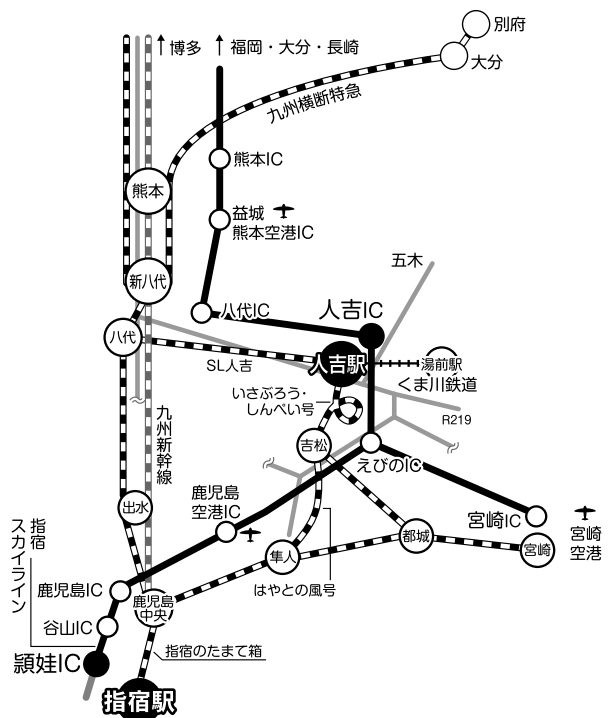 別府
大分
↑博多
↑福岡・大分・長崎
九州横断特急
熊本IC
熊本
益城
熊本空港IC
五木
新八代
八代IC
人吉IC
八代
SL人吉
人吉駅
湯前駅
くま川鉄道
いさぶろう・
しんぺい号
R219
九州新幹線
吉松
えびのIC
鹿児島
空港IC
出水
宮崎IC
宮崎
空港
指宿
スカイライン
隼人
都城
宮崎
はやとの風号
鹿児島IC
鹿児島
中央
谷山IC
指宿のたまて箱
頴娃IC
指宿駅